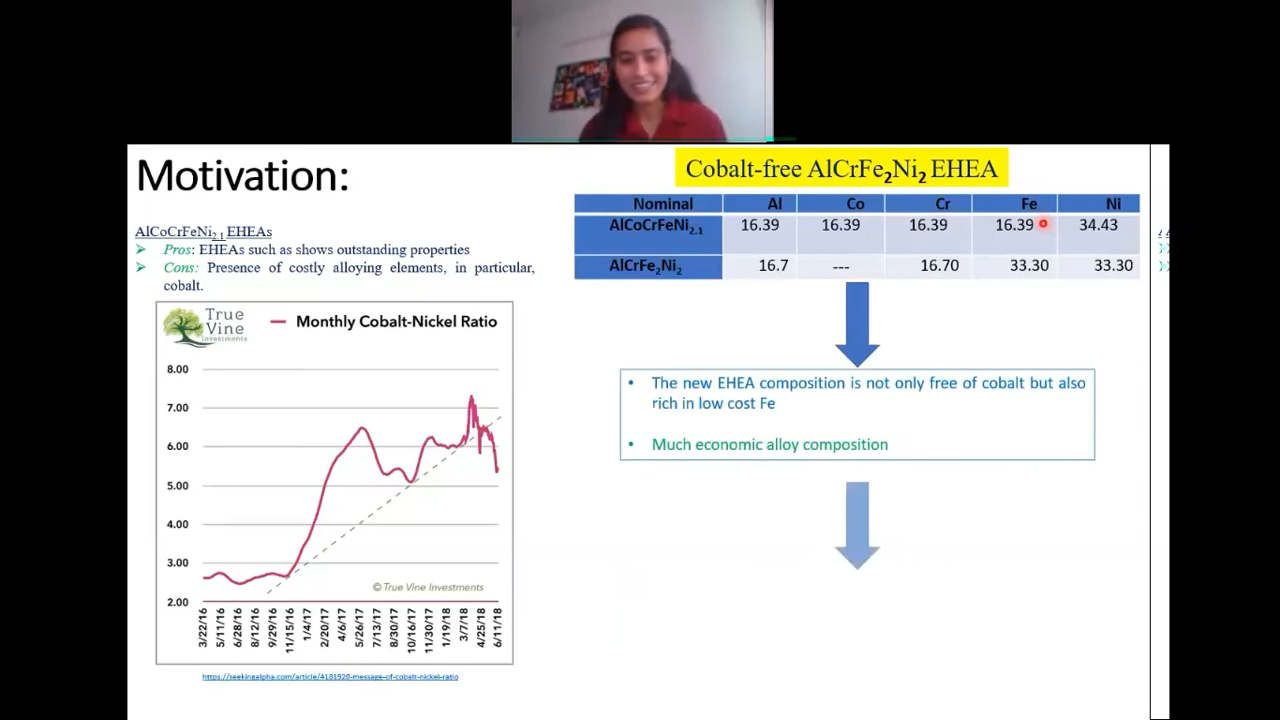 Motivation:
AlCoCrFeNi2.1 EHEAs
Pros: EHEAs such as shows outstanding properties
Cons: Presence of costly alloying elements, in particular,
cobalt.
True
Vine
Investments
Monthly Cobalt-Nickel Ratio
8.00
7.00
6.00
5.00
4.00
3.00
2.00
© True Vine Investments
3/22/16
5/11/16
6/28/16
8/12/16
9/29/16
11/15/16
1/4/17
2/20/17
4/6/17
5/26/17
7/13/17
8/30/17
10/16/17
11/30/17
1/19/18
3/7/18
4/25/18
6/11/18
https://seekingalpha.com/article/4181920-message-of-cobalt-nickel-ratio
Cobalt-free AlCrFe2Ni2 EHEA
Nominal Al Co Cr Fe Ni
AlCoCrFeNi2.1 16.39 16.39 16.39 16.39 34.43
AlCrFe2Ni2 16.7 --- 16.70 33.30 33.30
• The new EHEA composition is not only free of cobalt but also
rich in low cost Fe
• Much economic alloy composition